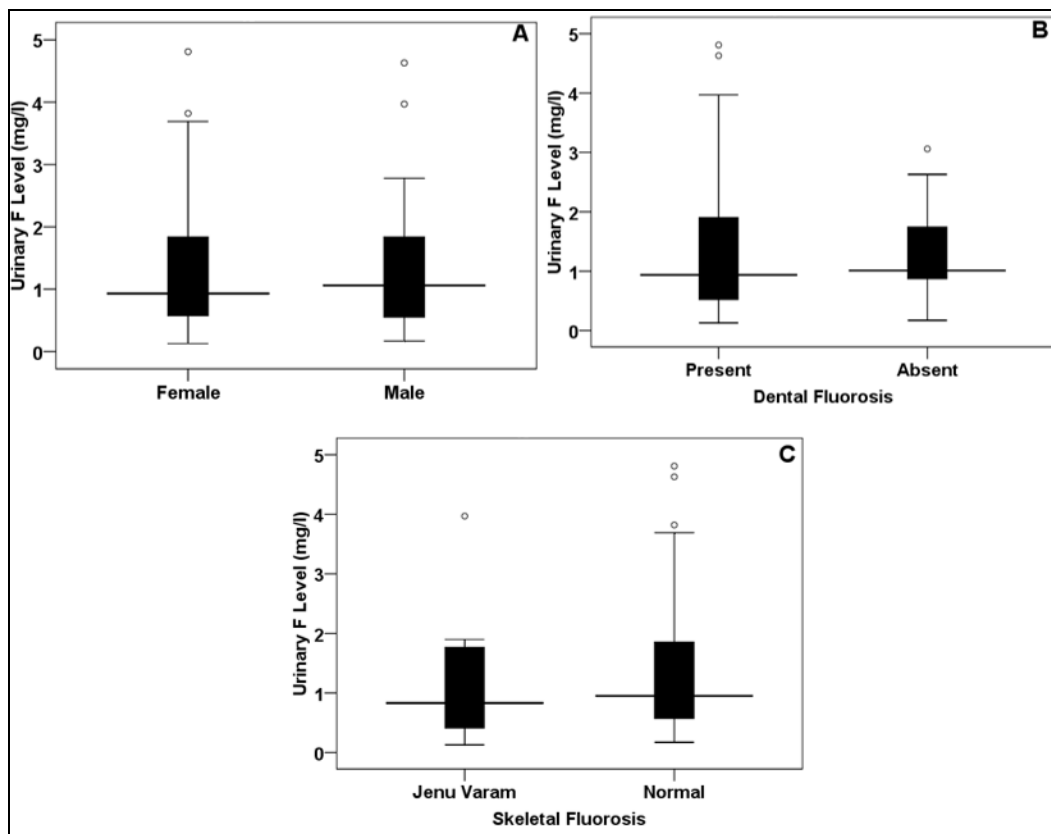 A
Urinary F Level (mg/l)
5
4
3
2
1
0
Female Male
B
Urinary F Level (mg/l)
5
4
3
2
1
0
Present Absent
Dental Fluorosis
C
Urinary F Level (mg/l)
5
4
3
2
1
0
Jenu Varam Normal
Skeletal Fluorosis